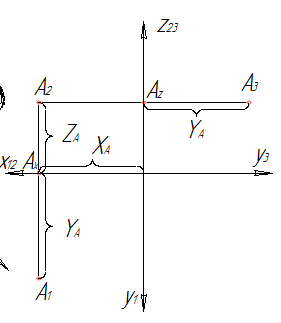 Z23
A2 Az A3
ZA YA
XA
x12 Ax y3
YA
A1 y1